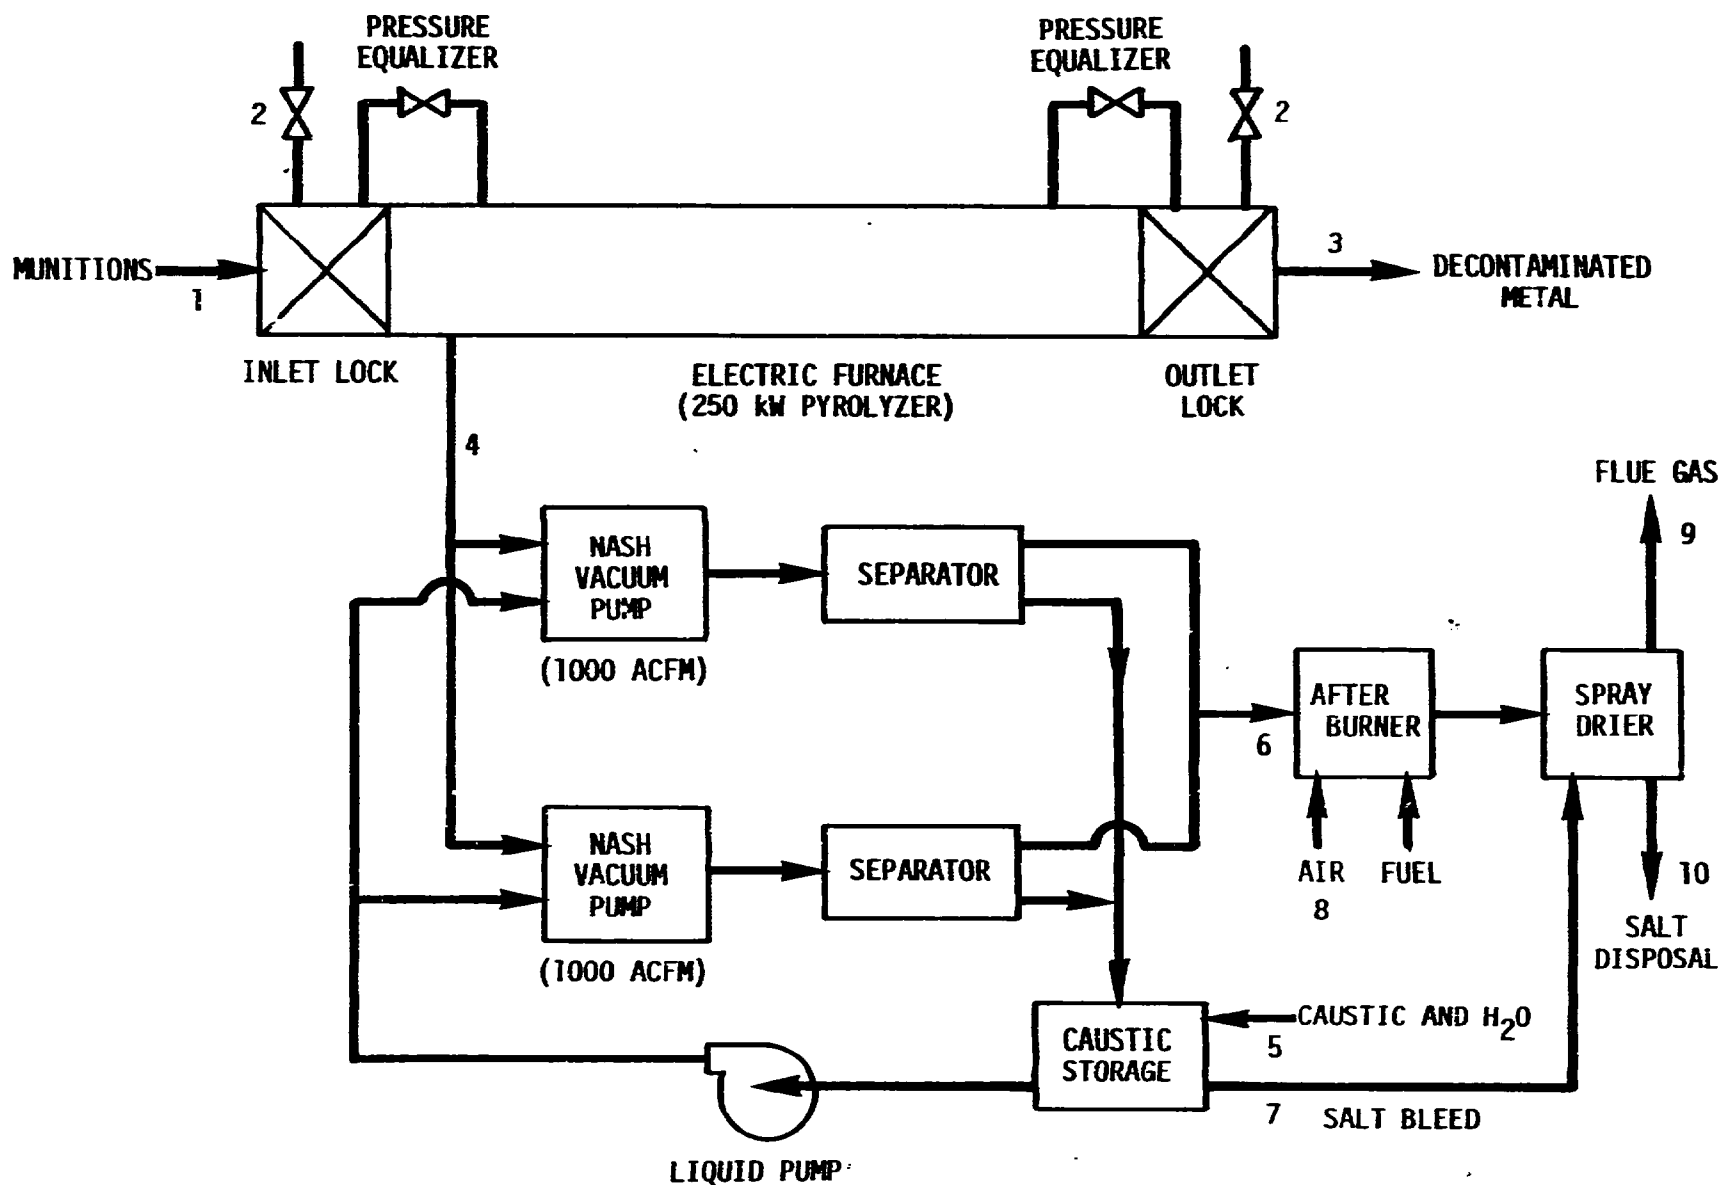 PRESSURE
EQUALIZER
PRESSURE
EQUALIZER
2
2
MUNITIONS
1
3
DECONTAMINATED
METAL
INLET LOCK
ELECTRIC FURNACE
(250 kW PYROLYZER)
OUTLET
LOCK
4
NASH
VACUUM
PUMP
(1000 ACFM)
SEPARATOR
FLUE GAS
9
AFTER
BURNER
SPRAY
DRIER
6
NASH
VACUUM
PUMP
(1000 ACFM)
SEPARATOR
AIR
8
FUEL
10
SALT
DISPOSAL
CAUSTIC
STORAGE
CAUSTIC AND H2O
5
7
SALT BLEED
LIQUID PUMP